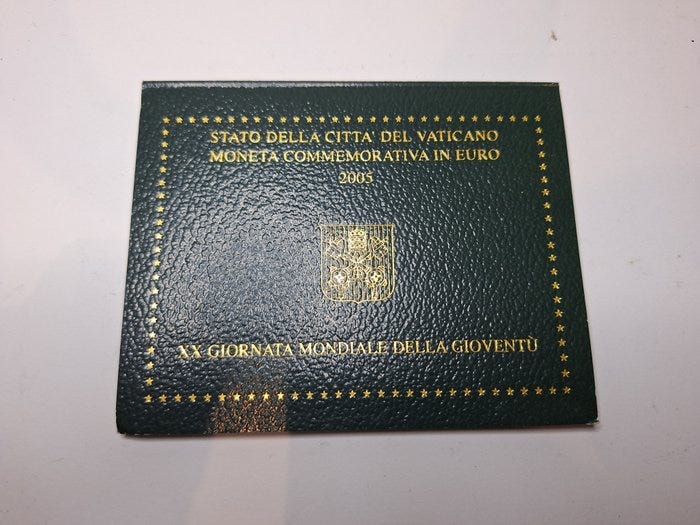 STATO DELLA CITTA' DEL VATICANO
MONETA COMMEMORATIVA IN EURO
2005
XX GIORNATA MONDIALE DELLA GIOVENTÙ